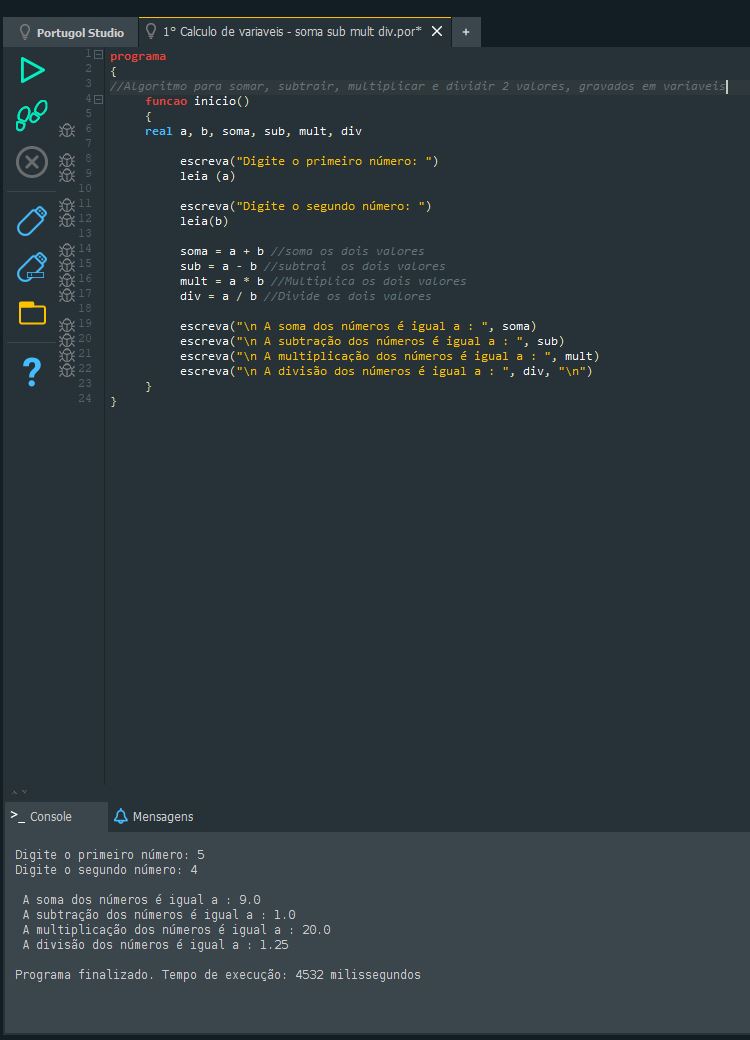 Portugol Studio
1° Calculo de variaveis - soma sub mult div.por*
+
1 programa
2 {
3 //Algoritmo para somar, subtrair, multiplicar e dividir 2 valores, gravados em variaveis
4 funcao inicio()
5 {
6 real a, b, soma, sub, mult, div
7
8 escreva("Digite o primeiro número: ")
9 leia (a)
10
11 escreva("Digite o segundo número: ")
12 leia(b)
13
14 soma = a + b //soma os dois valores
15 sub = a - b //subtrai  os dois valores
16 mult = a * b //Multiplica os dois valores
17 div = a / b //Divide os dois valores
18
19 escreva("\n A soma dos números é igual a : ", soma)
20 escreva("\n A subtração dos números é igual a : ", sub)
21 escreva("\n A multiplicação dos números é igual a : ", mult)
22 escreva("\n A divisão dos números é igual a : ", div, "\n")
23 }
24 }
>_ Console
Mensagens
Digite o primeiro número: 5
Digite o segundo número: 4
A soma dos números é igual a : 9.0
A subtração dos números é igual a : 1.0
A multiplicação dos números é igual a : 20.0
A divisão dos números é igual a : 1.25
Programa finalizado. Tempo de execução: 4532 milissegundos